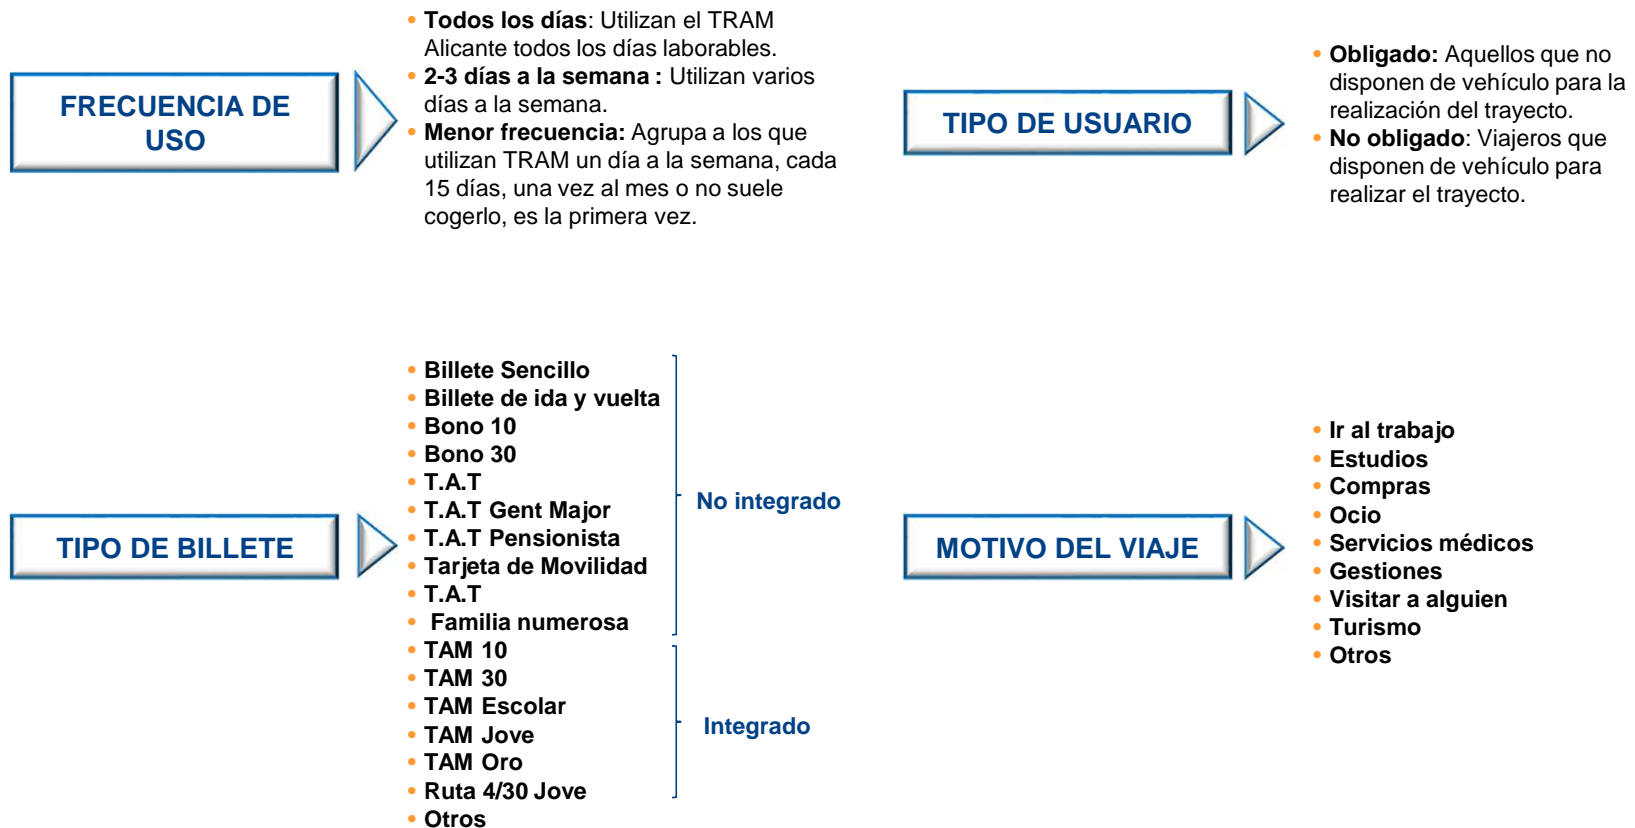 FRECUENCIA DE
USO
• Todos los días: Utilizan el TRAM
Alicante todos los días laborables.
• 2-3 días a la semana : Utilizan varios
días a la semana.
• Menor frecuencia: Agrupa a los que
utilizan TRAM un día a la semana, cada
15 días, una vez al mes o no suele
cogerlo, es la primera vez.
TIPO DE USUARIO
• Obligado: Aquellos que no
disponen de vehículo para la
realización del trayecto.
• No obligado: Viajeros que
disponen de vehículo para
realizar el trayecto.
TIPO DE BILLETE
• Billete Sencillo
• Billete de ida y vuelta
• Bono 10
• Bono 30
• T.A.T
• T.A.T Gent Major
• T.A.T Pensionista
• Tarjeta de Movilidad
• T.A.T
• Familia numerosa
No integrado
• TAM 10
• TAM 30
• TAM Escolar
• TAM Jove
• TAM Oro
• Ruta 4/30 Jove
Integrado
• Otros
MOTIVO DEL VIAJE
• Ir al trabajo
• Estudios
• Compras
• Ocio
• Servicios médicos
• Gestiones
• Visitar a alguien
• Turismo
• Otros